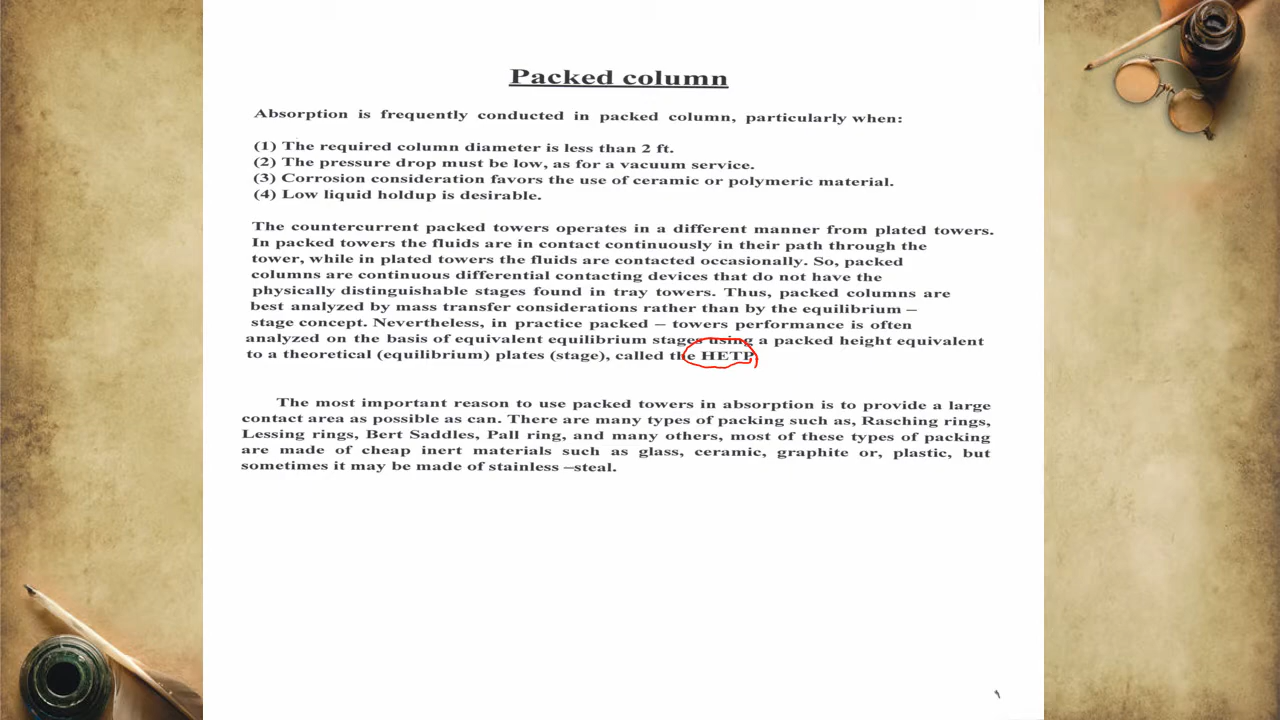 Packed column
Absorption is frequently conducted in packed column, particularly when:
(1) The required column diameter is less than 2 ft.
(2) The pressure drop must be low, as for a vacuum service.
(3) Corrosion consideration favors the use of ceramic or polymeric material.
(4) Low liquid holdup is desirable.
The countercurrent packed towers operates in a different manner from plated towers.
In packed towers the fluids are in contact continuously in their path through the
tower, while in plated towers the fluids are contacted occasionally. So, packed
columns are continuous differential contacting devices that do not have the
physically distinguishable stages found in tray towers. Thus, packed columns are
best analyzed by mass transfer considerations rather than by the equilibrium –
stage concept. Nevertheless, in practice packed – towers performance is often
analyzed on the basis of equivalent equilibrium stages using a packed height equivalent
to a theoretical (equilibrium) plates (stage), called the HETP
The most important reason to use packed towers in absorption is to provide a large
contact area as possible as can. There are many types of packing such as, Rasching rings,
Lessing rings, Bert Saddles, Pall ring, and many others, most of these types of packing
are made of cheap inert materials such as glass, ceramic, graphite or, plastic, but
sometimes it may be made of stainless –steal.